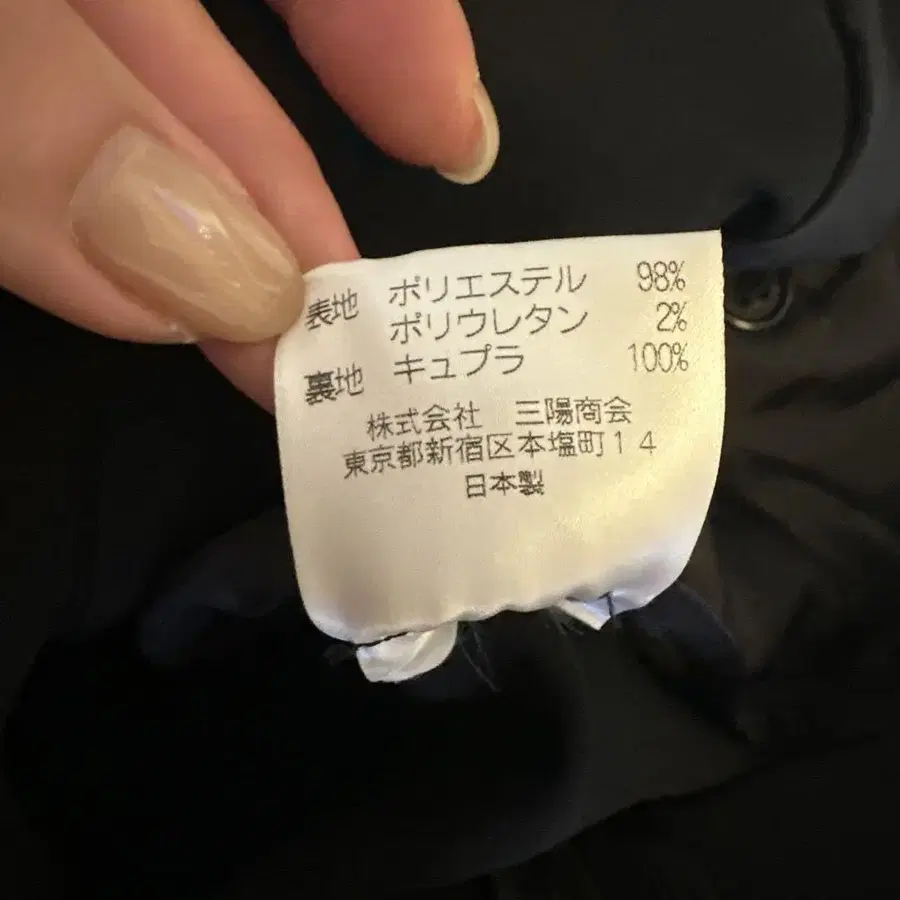 表地 ポリエステル 98%
ポリウレタン 2%
裏地 キュプラ 100%
株式会社 三陽商会
東京都新宿区本塩町14
日本製